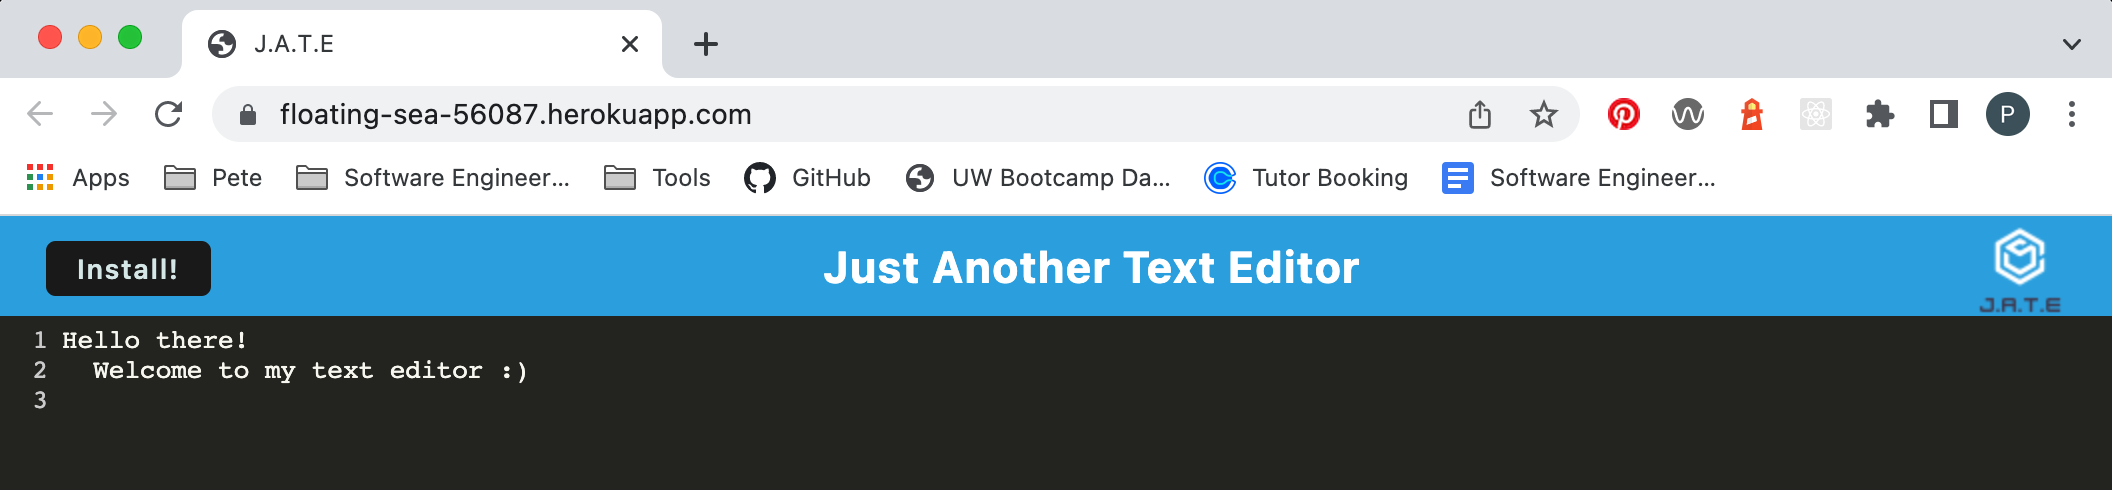 J.A.T.E
floating-sea-56087.herokuapp.com
P
Apps Pete Software Engineer... Tools GitHub UW Bootcamp Da... Tutor Booking Software Engineer...
Install! Just Another Text Editor
J.A.T.E
1 Hello there!
2 Welcome to my text editor :)
3